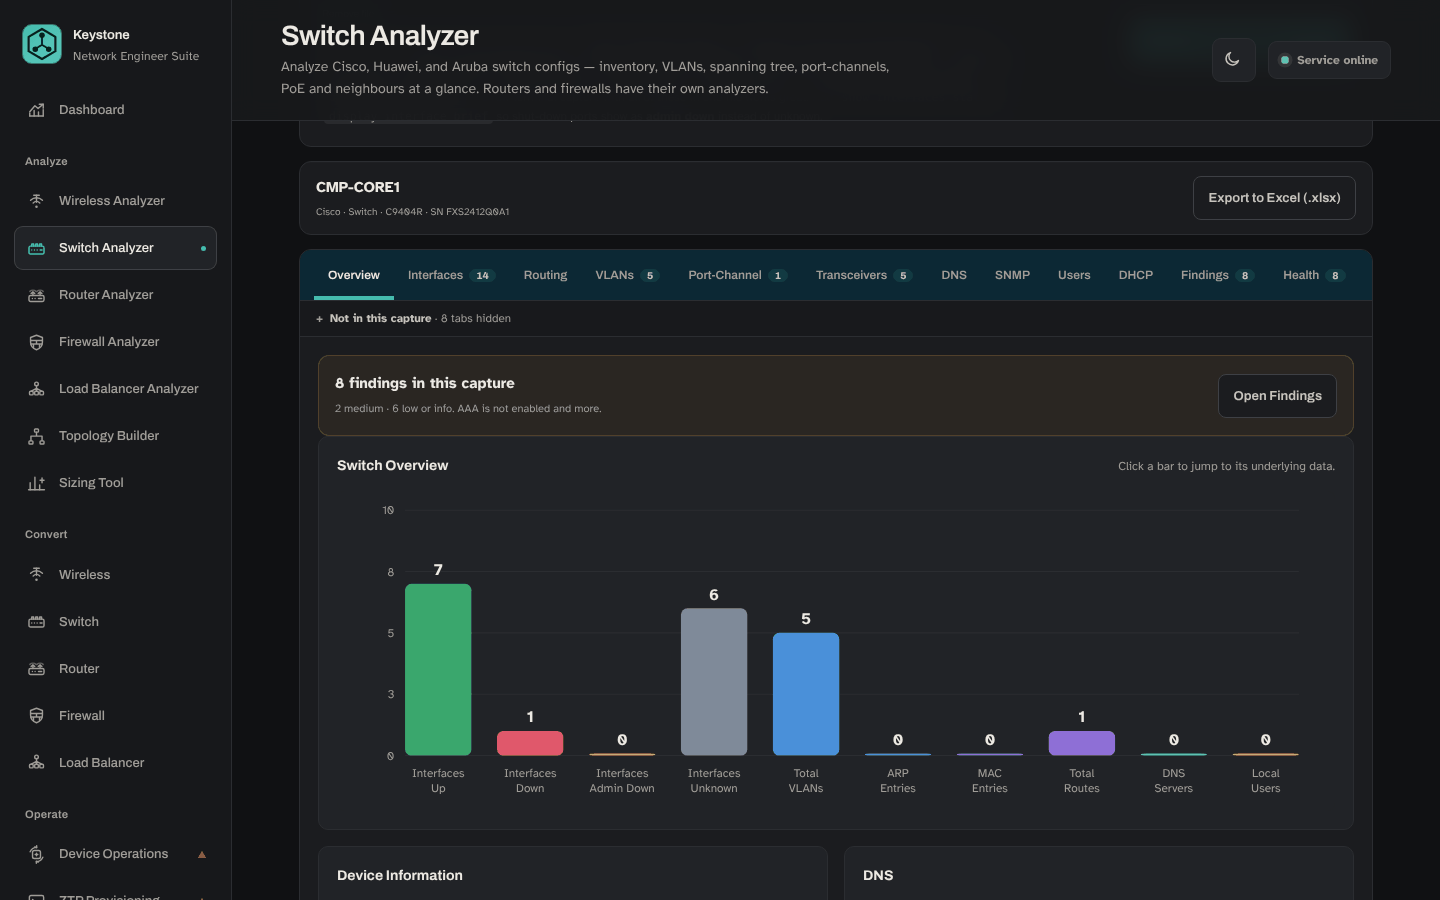 Keystone
Network Engineer Suite
Dashboard
Analyze
Wireless Analyzer
Switch Analyzer
Router Analyzer
Firewall Analyzer
Load Balancer Analyzer
Topology Builder
Sizing Tool
Convert
Wireless
Switch
Router
Firewall
Load Balancer
Operate
Device Operations
ZTP Provisioning
Switch Analyzer
Analyze Cisco, Huawei, and Aruba switch configs — inventory, VLANs, spanning tree, port-channels,
PoE and neighbours at a glance. Routers and firewalls have their own analyzers.
Service online
CMP-CORE1
Cisco · Switch · C9404R · SN FXS2412Q0A1
Export to Excel (.xlsx)
Overview Interfaces 14 Routing VLANs 5 Port-Channel 1 Transceivers 5 DNS SNMP Users DHCP Findings 8 Health 8
+ Not in this capture · 8 tabs hidden
8 findings in this capture
2 medium · 6 low or info. AAA is not enabled and more.
Open Findings
Switch Overview
Click a bar to jump to its underlying data.
10
8
5
3
0
7 1 0 6 5 0 0 1 0 0
Interfaces Up
Interfaces Down
Interfaces Admin Down
Interfaces Unknown
Total VLANs
ARP Entries
MAC Entries
Total Routes
DNS Servers
Local Users
Device Information
DNS